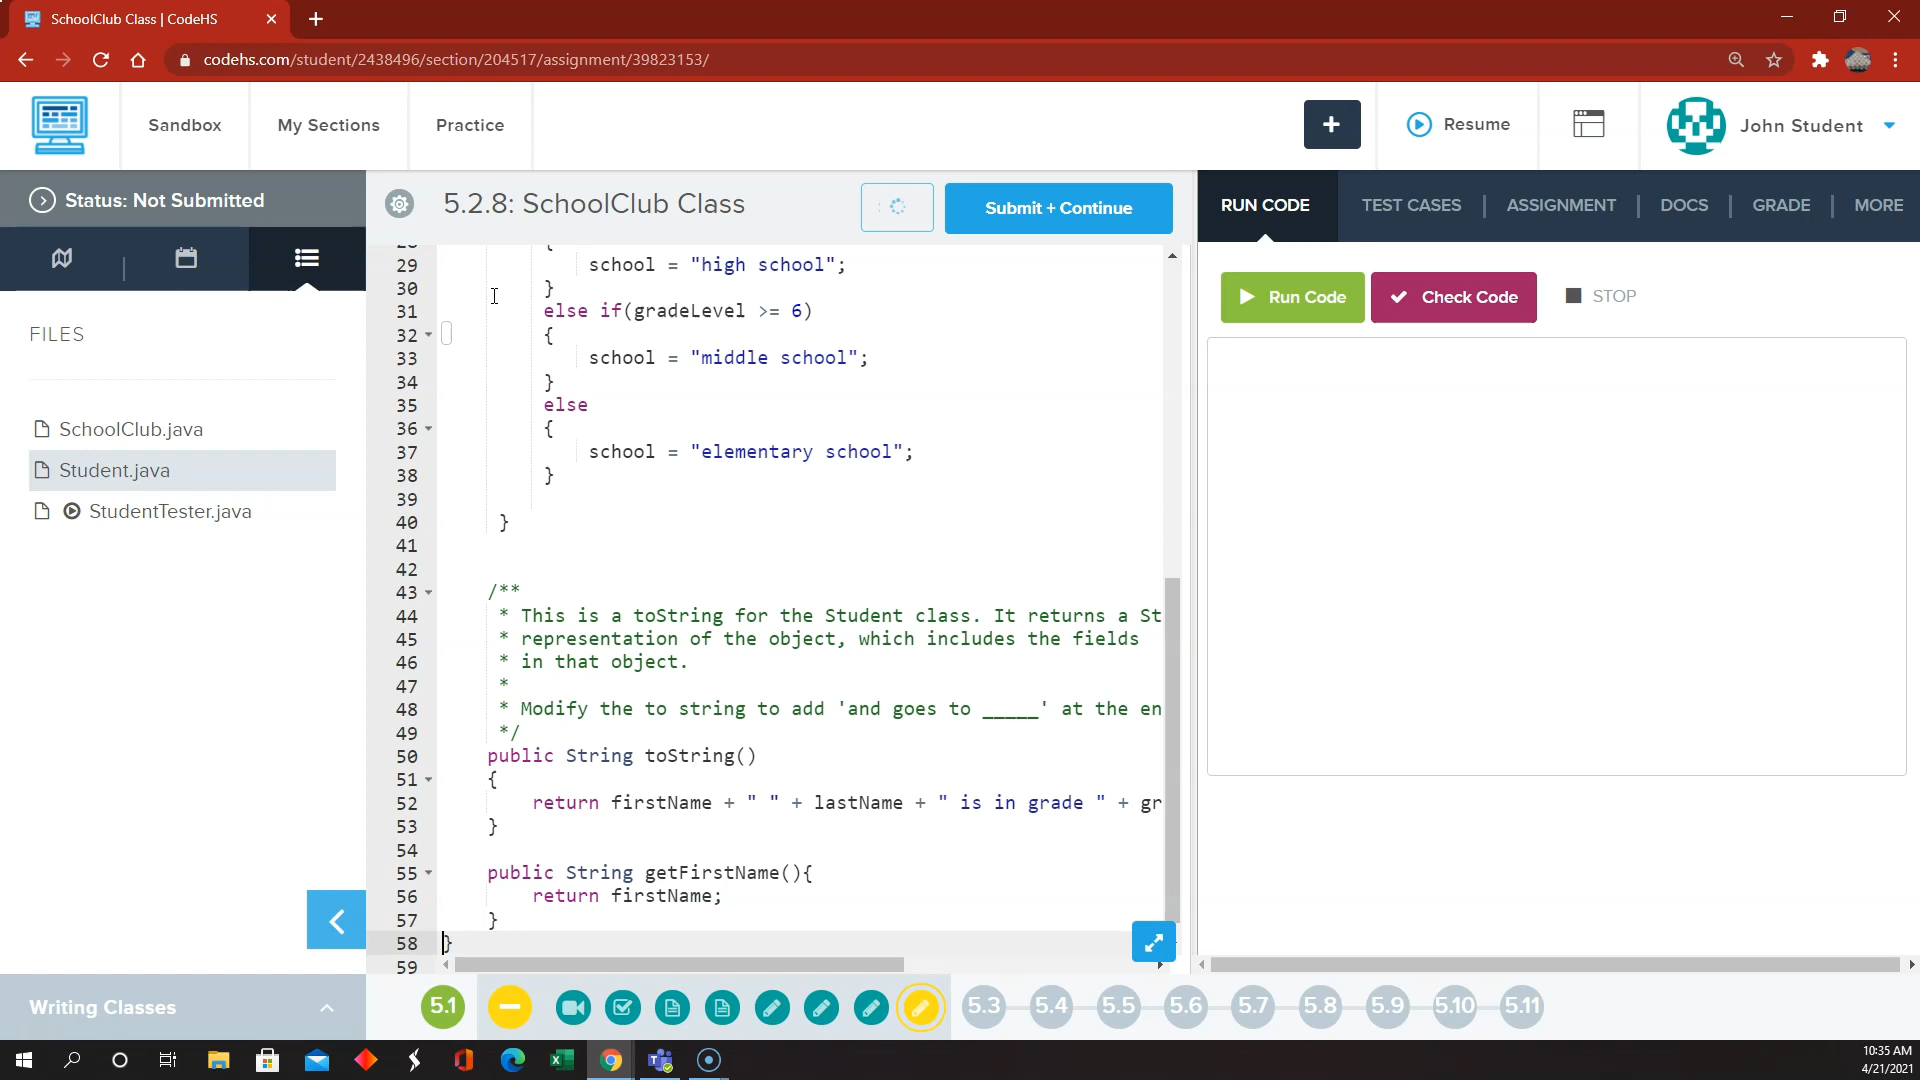 SchoolClub Class | CodeHS
codehs.com/student/2438496/section/204517/assignment/39823153/
Sandbox
My Sections
Practice
+
Resume
John Student
Status: Not Submitted
5.2.8: SchoolClub Class
Submit + Continue
RUN CODE
TEST CASES
ASSIGNMENT
DOCS
GRADE
MORE
Run Code
Check Code
STOP
FILES
SchoolClub.java
Student.java
StudentTester.java
28 {
29 school = "high school";
30 }
31 else if(gradeLevel >= 6)
32 {
33 school = "middle school";
34 }
35 else
36 {
37 school = "elementary school";
38 }
39
40 }
41
42
43 /**
44 * This is a toString for the Student class. It returns a St
45 * representation of the object, which includes the fields
46 * in that object.
47 *
48 * Modify the to string to add 'and goes to _____' at the en
49 */
50 public String toString()
51 {
52 return firstName + " " + lastName + " is in grade " + gr
53 }
54
55 public String getFirstName(){
56 return firstName;
57 }
58 }
59
Writing Classes
5.1
5.3
5.4
5.5
5.6
5.7
5.8
5.9
5.10
5.11
10:35 AM
4/21/2021